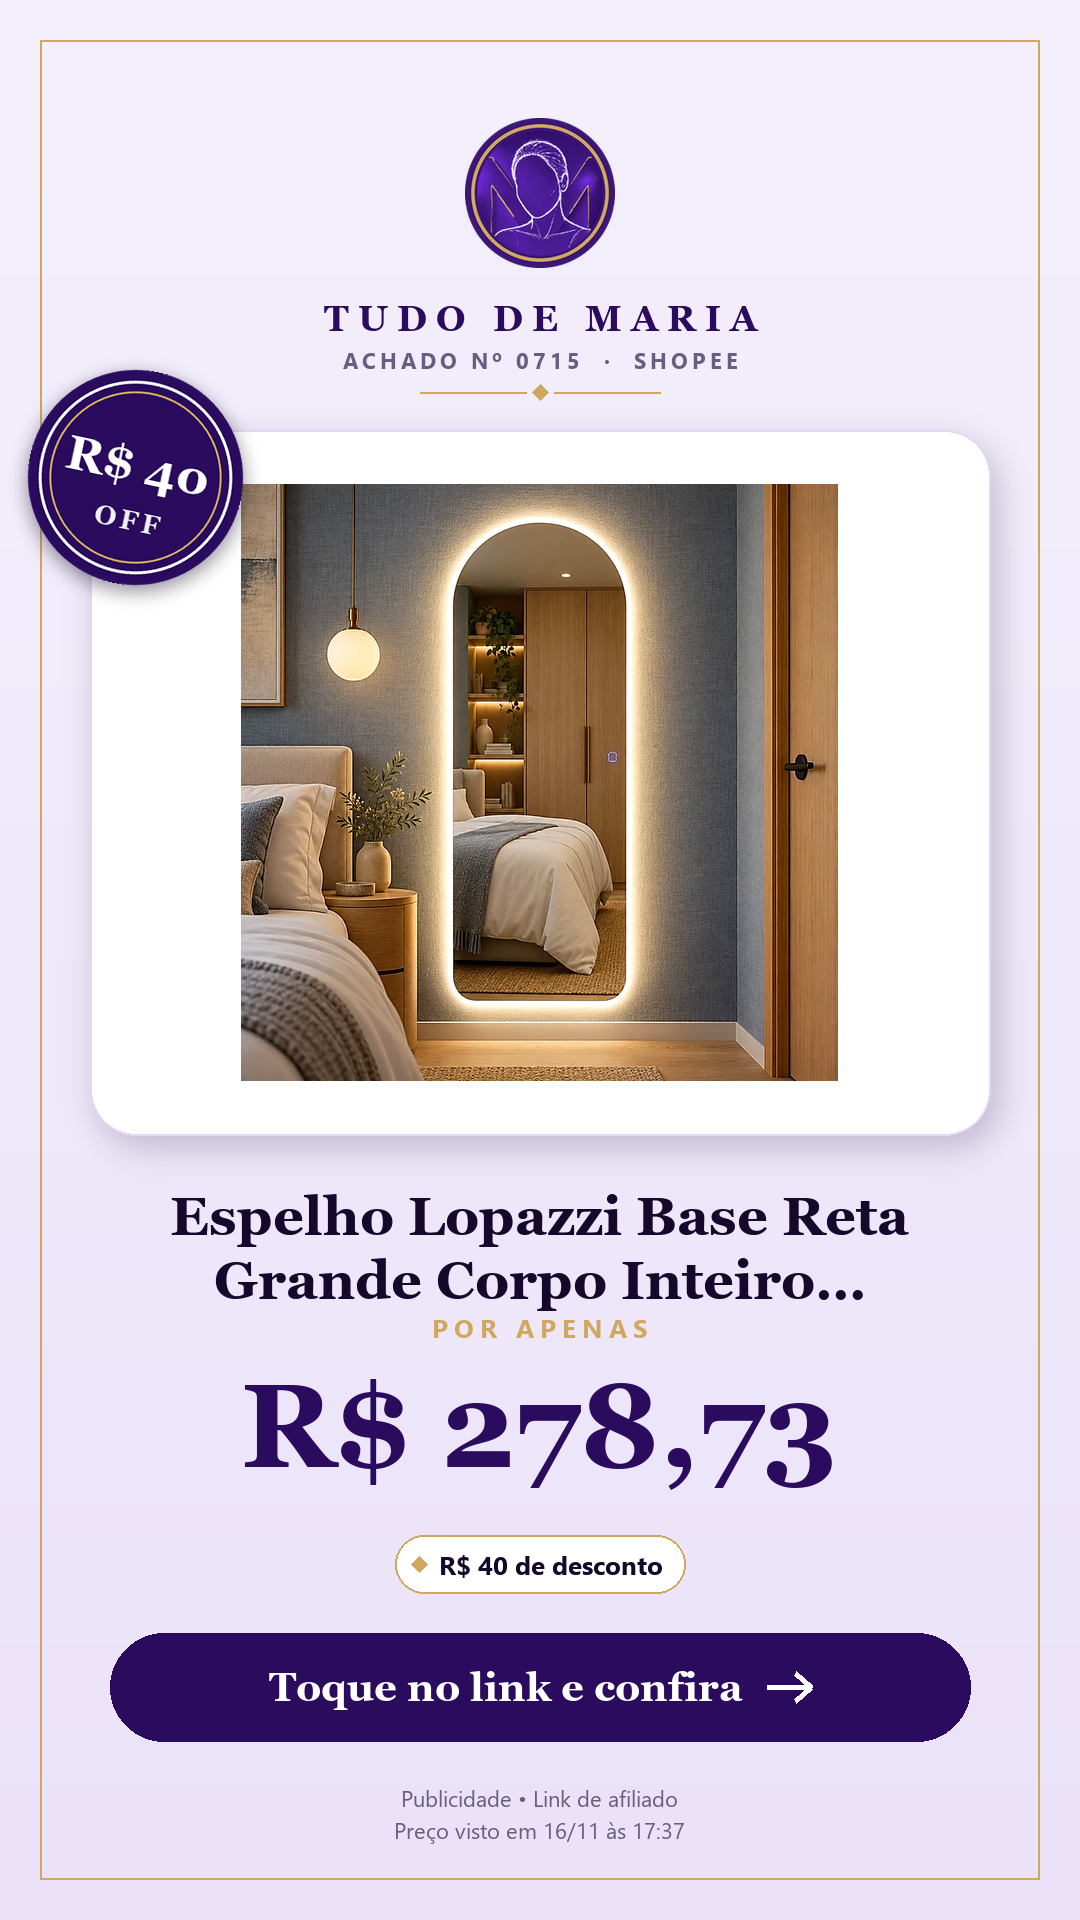 TUDO DE MARIA
ACHADO Nº 0715 · SHOPEE
R$ 40
OFF
Espelho Lopazzi Base Reta
Grande Corpo Inteiro...
POR APENAS
R$ 278,73
R$ 40 de desconto
Toque no link e confira →
Publicidade • Link de afiliado
Preço visto em 16/11 às 17:37